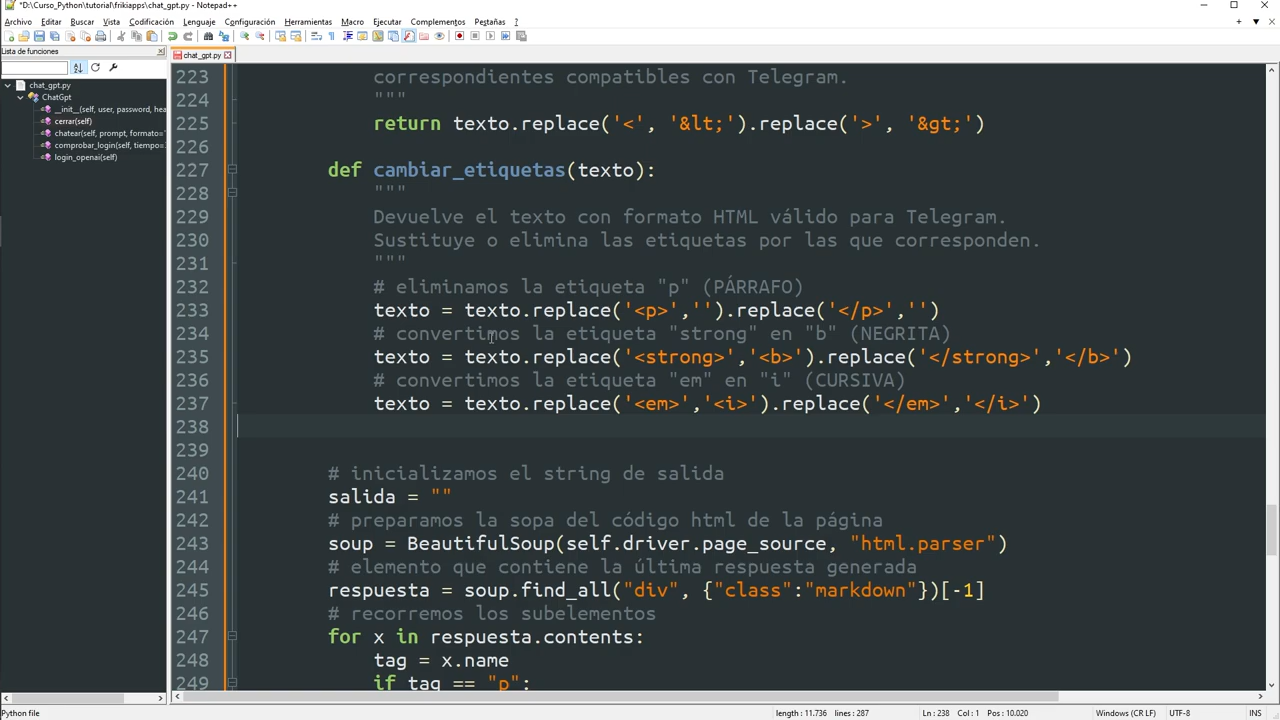 *D:\Curso_Python\tutorial\frikiapps\chat_gpt.py - Notepad++
Archivo Editar Buscar Vista Codificación Lenguaje Configuración Herramientas Macro Ejecutar Complementos Pestañas ?
Lista de funciones
chat_gpt.py
chat_gpt.py
ChatGpt
__init__(self, user, password, hea
cerrar(self)
chatear(self, prompt, formato='
comprobar_login(self, tiempo=
login_openai(self)
223 correspondientes compatibles con Telegram.
224 """
225 return texto.replace('<', '&lt;').replace('>', '&gt;')
226
227 def cambiar_etiquetas(texto):
228 """
229 Devuelve el texto con formato HTML válido para Telegram.
230 Sustituye o elimina las etiquetas por las que corresponden.
231 """
232 # eliminamos la etiqueta "p" (PÁRRAFO)
233 texto = texto.replace('<p>','').replace('</p>','')
234 # convertimos la etiqueta "strong" en "b" (NEGRITA)
235 texto = texto.replace('<strong>','<b>').replace('</strong>','</b>')
236 # convertimos la etiqueta "em" en "i" (CURSIVA)
237 texto = texto.replace('<em>','<i>').replace('</em>','</i>')
238
239
240 # inicializamos el string de salida
241 salida = ""
242 # preparamos la sopa del código html de la página
243 soup = BeautifulSoup(self.driver.page_source, "html.parser")
244 # elemento que contiene la última respuesta generada
245 respuesta = soup.find_all("div", {"class":"markdown"})[-1]
246 # recorremos los subelementos
247 for x in respuesta.contents:
248 tag = x.name
249 if tag == "p":
Python file
length : 11.736 lines : 287
Ln : 238 Col : 1 Pos : 10.020
Windows (CR LF)
UTF-8
INS